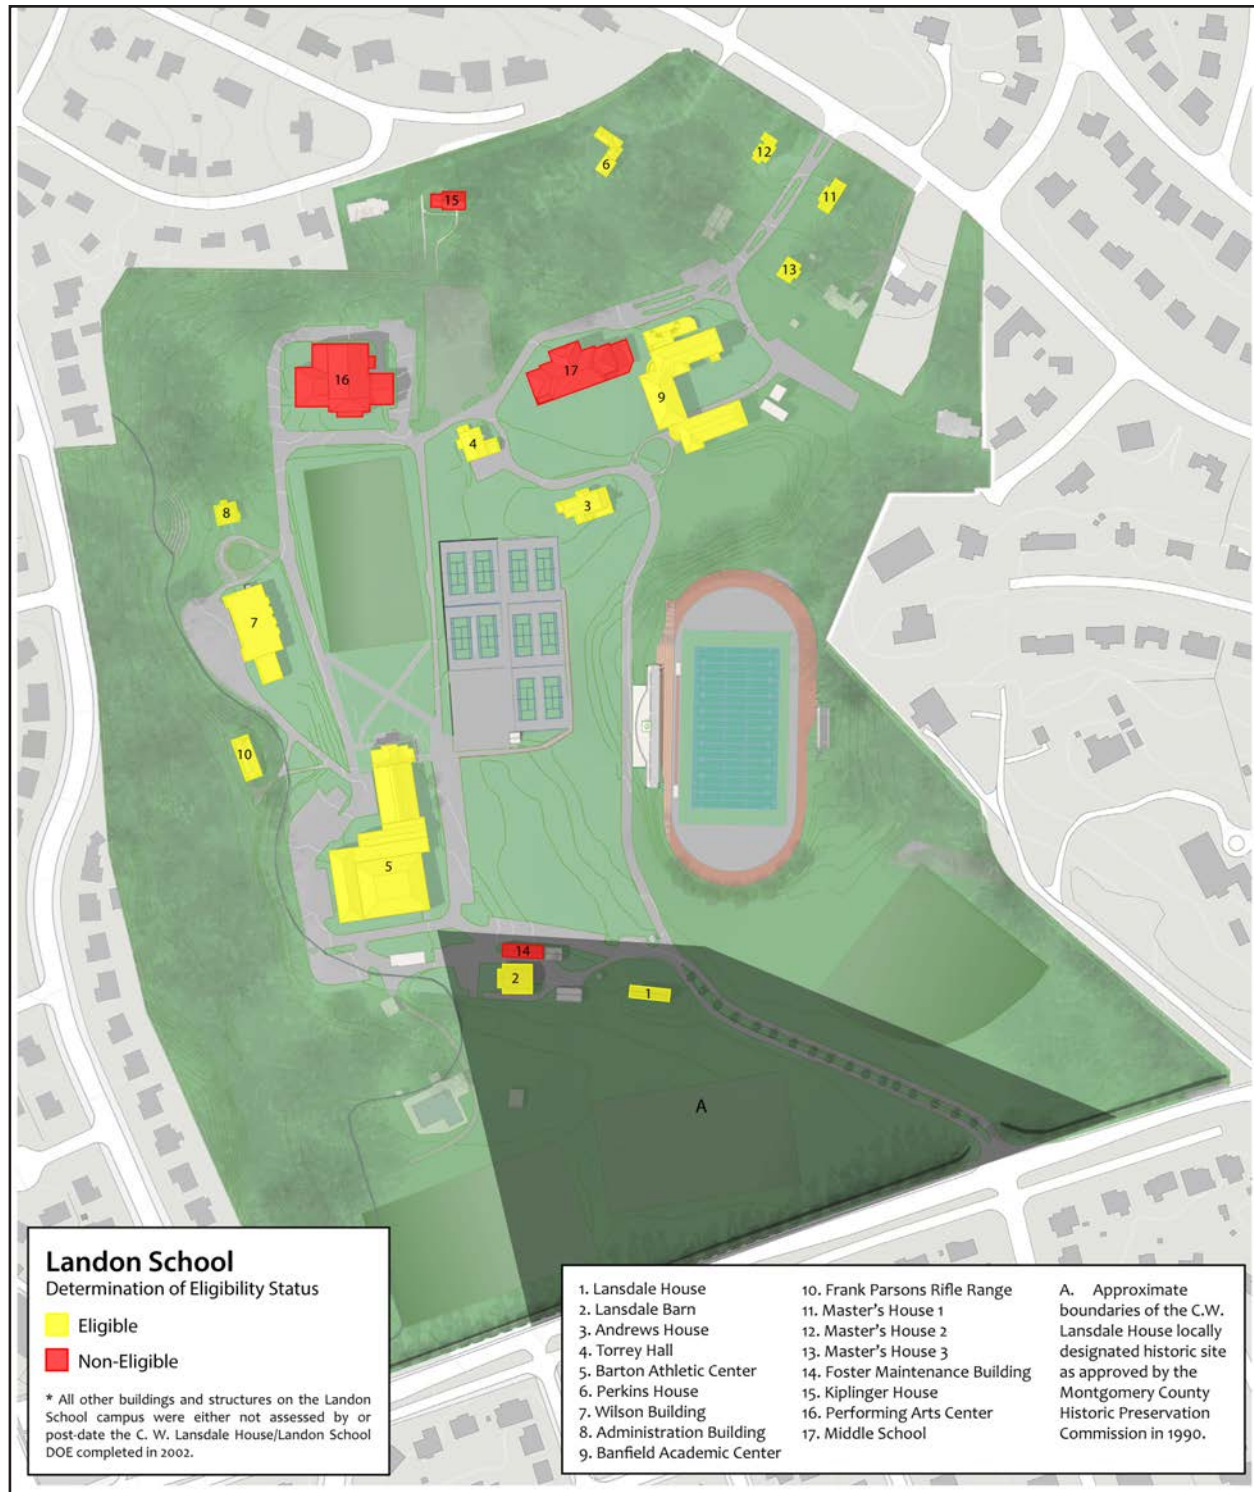 6
12
15
11
13
17
16
9
4
3
8
7
10
5
14
2
1
A
Landon School
Determination of Eligibility Status
Eligible
Non-Eligible
* All other buildings and structures on the Landon
School campus were either not assessed by or
post-date the C. W. Lansdale House/Landon School
DOE completed in 2002.
1. Lansdale House
2. Lansdale Barn
3. Andrews House
4. Torrey Hall
5. Barton Athletic Center
6. Perkins House
7. Wilson Building
8. Administration Building
9. Banfield Academic Center
10. Frank Parsons Rifle Range
11. Master's House 1
12. Master's House 2
13. Master's House 3
14. Foster Maintenance Building
15. Kiplinger House
16. Performing Arts Center
17. Middle School
A. Approximate
boundaries of the C.W.
Lansdale House locally
designated historic site
as approved by the
Montgomery County
Historic Preservation
Commission in 1990.